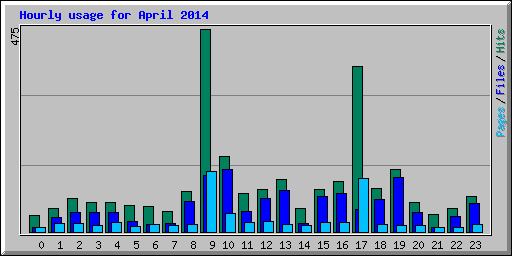 Hourly usage for April 2014
475
Pages / Files / Hits
0 1 2 3 4 5 6 7 8 9 10 11 12 13 14 15 16 17 18 19 20 21 22 23